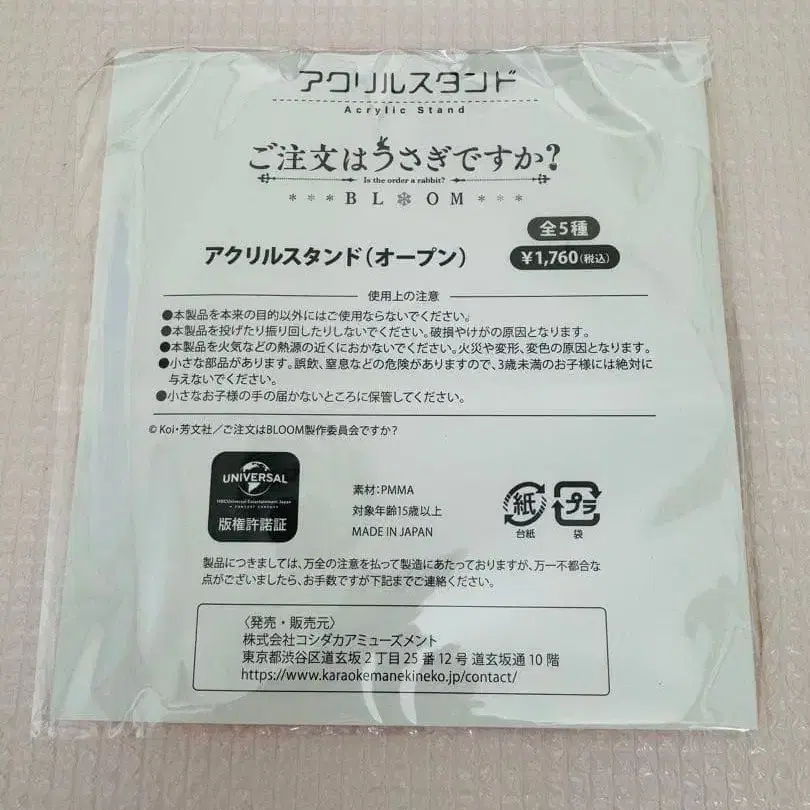 アクリルスタンド
Acrylic Stand
ご注文はうさぎですか?
Is the order a rabbit?
***BL❄OM***
全5種
アクリルスタンド(オープン)
¥1,760(税込)
使用上の注意
●本製品を本来の目的以外にはご使用ならないでください。
●本製品を投げたり振り回したりしないでください。破損やけがの原因となります。
●本製品を火気などの熱源の近くにおかないでください。火災や変形、変色の原因となります。
●小さな部品があります。誤飲、窒息などの危険がありますので、3歳未満のお子様には絶対に
与えないでください。
●小さなお子様の手の届かないところに保管してください。
© Koi・芳文社/ご注文はBLOOM製作委員会ですか?
UNIVERSAL
NBCUniversal Entertainment Japan
A COMCAST COMPANY
版権許諾証
素材:PMMA
対象年齢15歳以上
MADE IN JAPAN
紙
台紙
プラ
袋
製品につきましては、万全の注意を払って製造にあたっておりますが、万一不都合な
点がございましたら、お手数ですが下記までご連絡ください。
〈発売・販売元〉
株式会社コシダカアミューズメント
東京都渋谷区道玄坂2丁目25番12号 道玄坂通10階
https://www.karaokemanekineko.jp/contact/